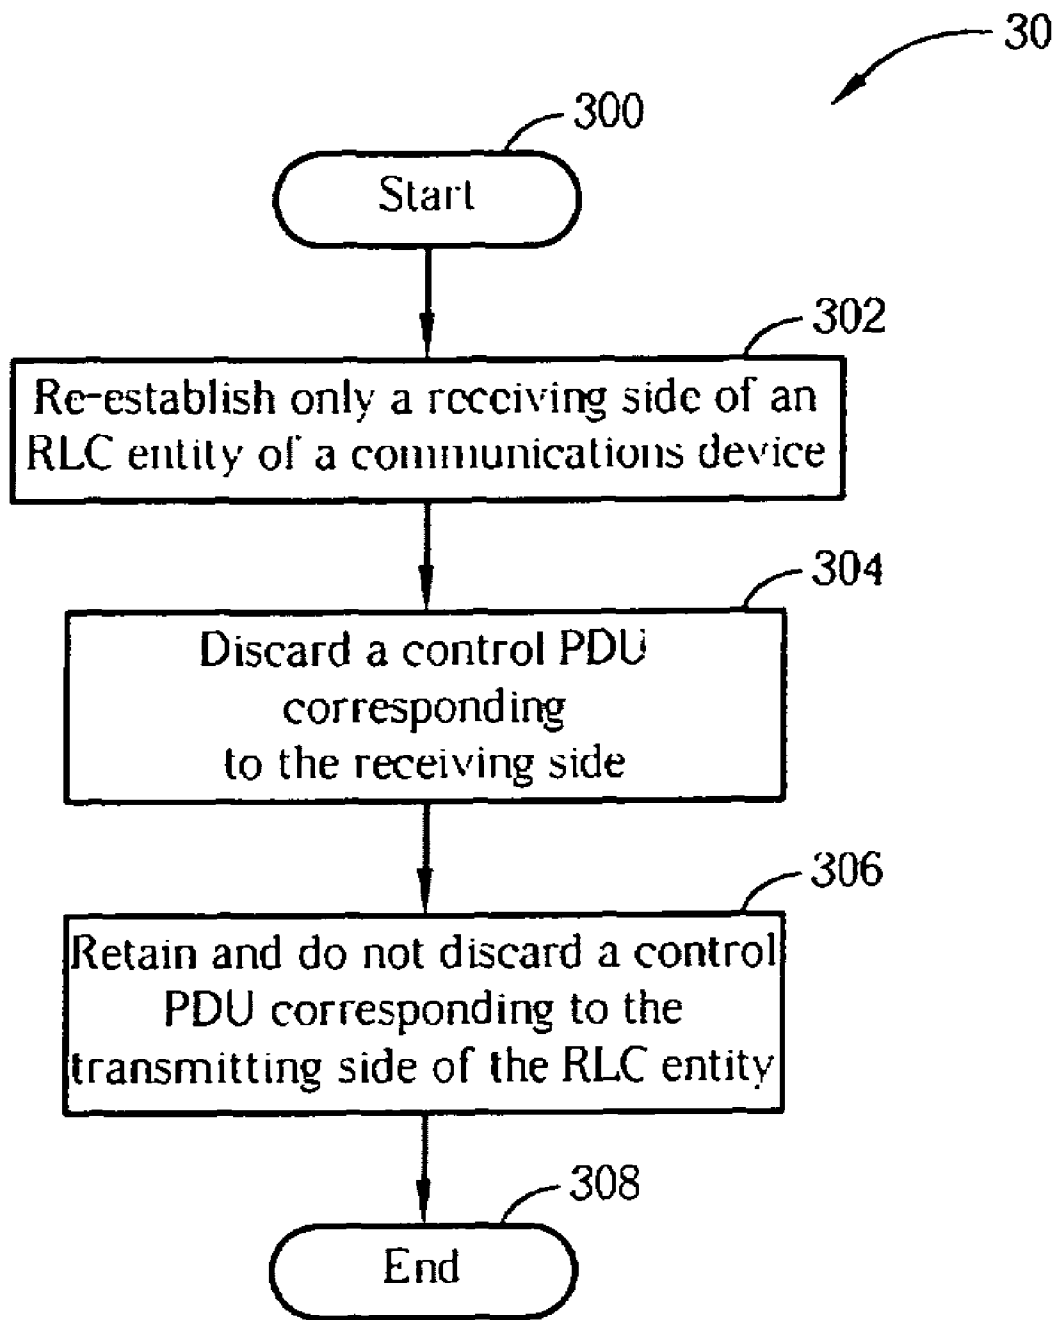 30
300
Start
302
Re-establish only a receiving side of an
RLC entity of a communications device
304
Discard a control PDU
corresponding
to the receiving side
306
Retain and do not discard a control
PDU corresponding to the
transmitting side of the RLC entity
308
End